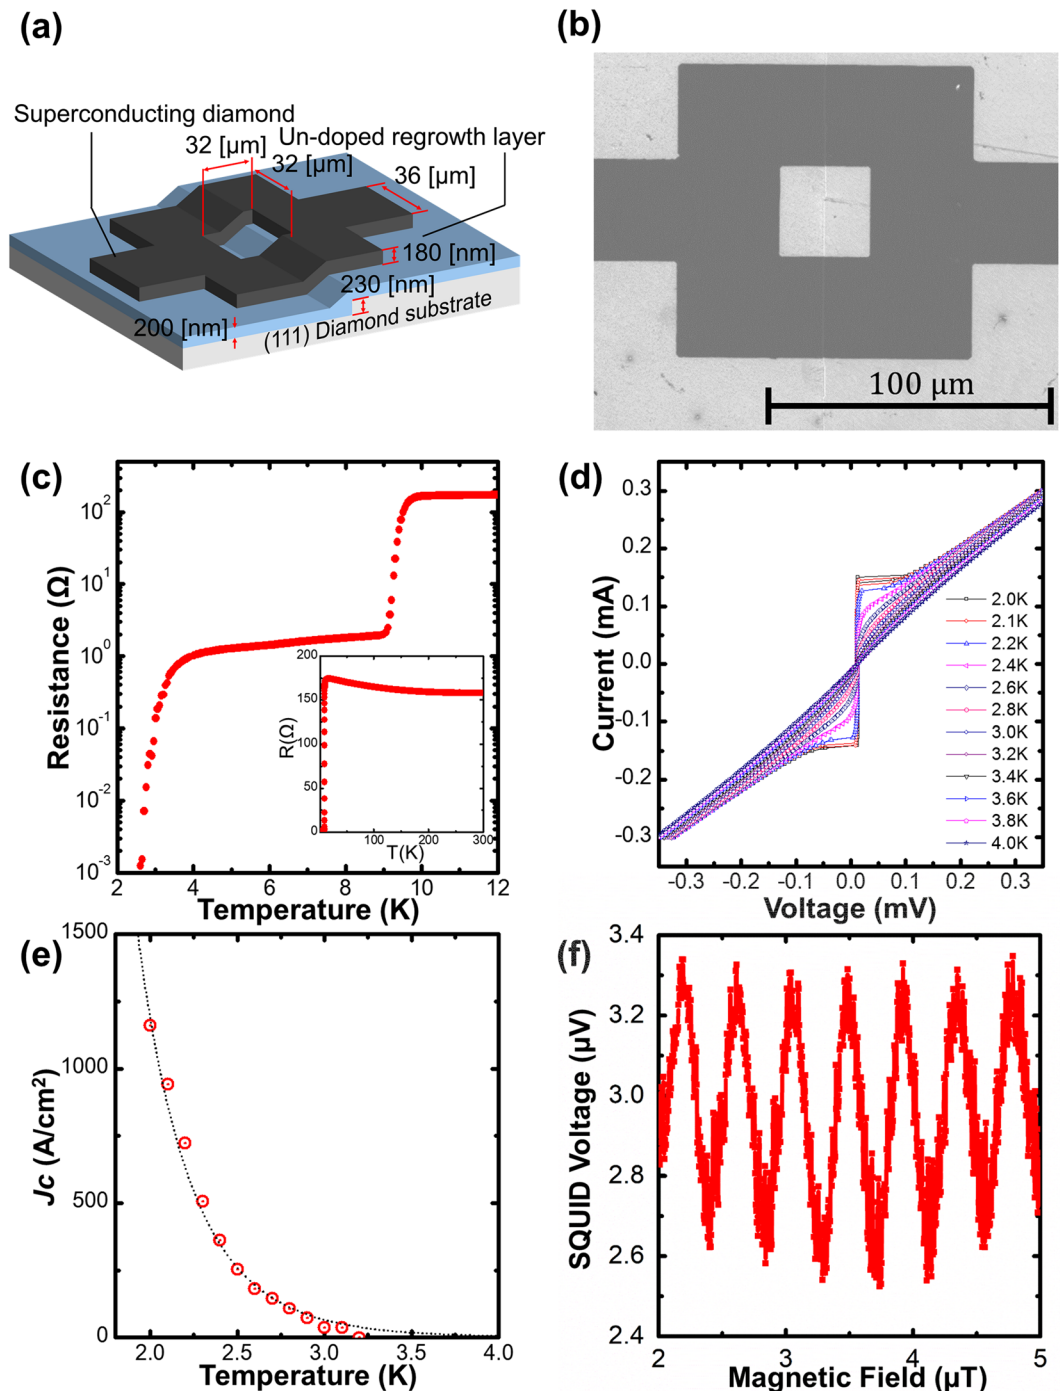 (a)
Superconducting diamond
Un-doped regrowth layer
32 [μm]
32 [μm]
36 [μm]
180 [nm]
230 [nm]
200 [nm]
(111) Diamond substrate
(b)
100 μm
(c)
Resistance (Ω)
10²
10¹
10⁰
10⁻¹
10⁻²
10⁻³
2 4 6 8 10 12
Temperature (K)
R(Ω)
200
150
100
50
0
100 200 300
T(K)
(d)
Current (mA)
0.3
0.2
0.1
0.0
-0.1
-0.2
-0.3
-0.3 -0.2 -0.1 0.0 0.1 0.2 0.3
Voltage (mV)
2.0K
2.1K
2.2K
2.4K
2.6K
2.8K
3.0K
3.2K
3.4K
3.6K
3.8K
4.0K
(e)
Jc (A/cm²)
1500
1000
500
0
2.0 2.5 3.0 3.5 4.0
Temperature (K)
(f)
SQUID Voltage (μV)
3.4
3.2
3.0
2.8
2.6
2.4
2 3 4 5
Magnetic Field (μT)